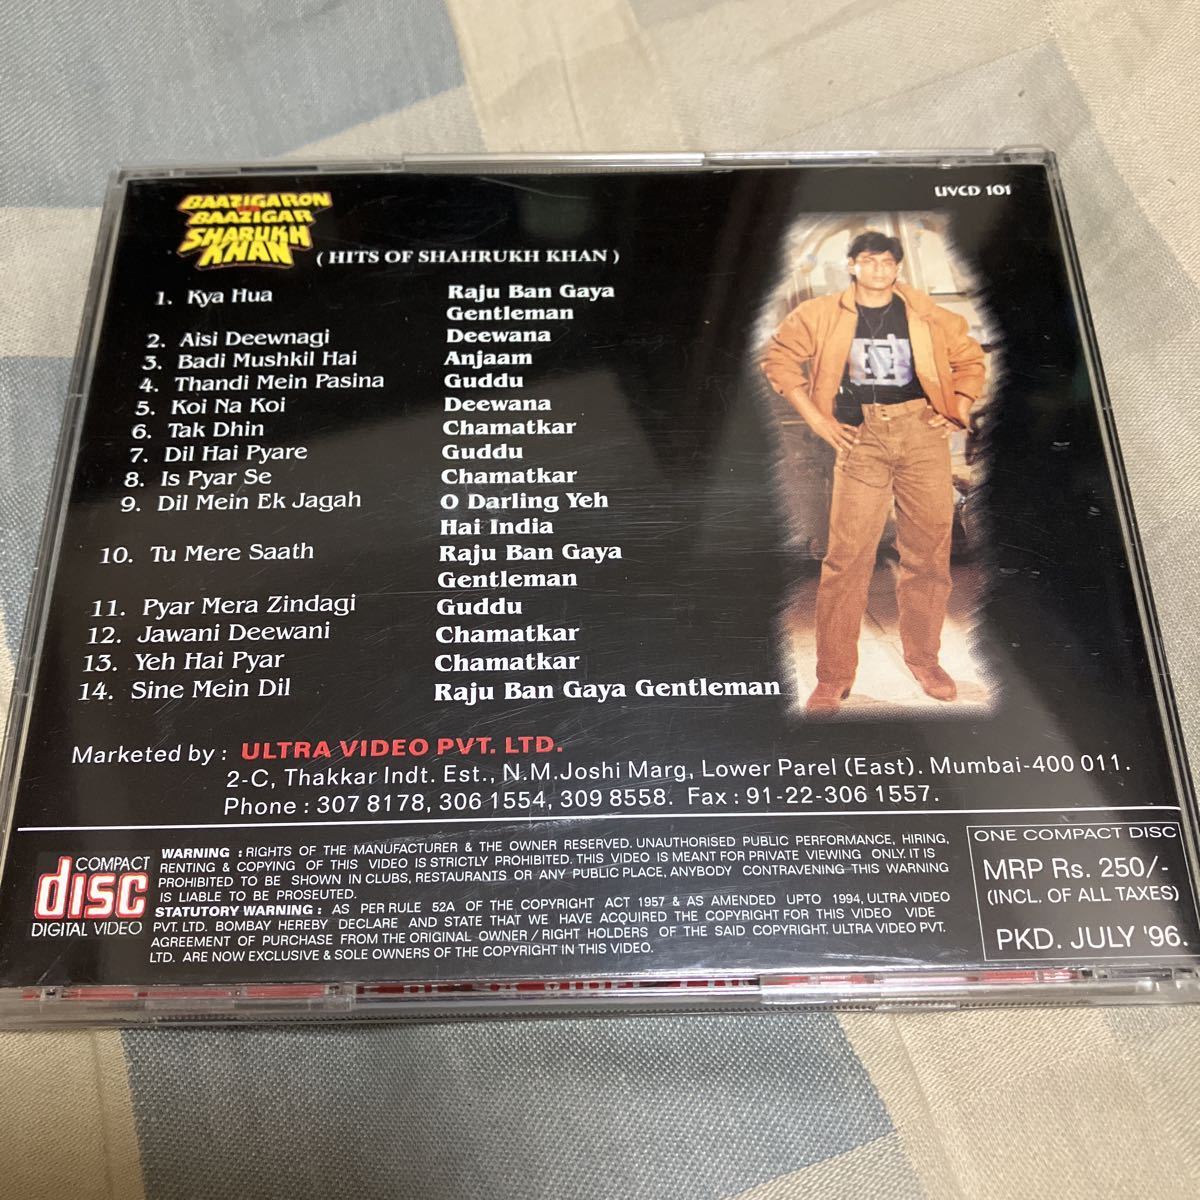 BAAZIGARON
BAAZIGAR
SHARUKH
KHAN
( HITS OF SHAHRUKH KHAN )
UVCD 101
1. Kya Hua Raju Ban Gaya
Gentleman
2. Aisi Deewnagi Deewana
3. Badi Mushkil Hai Anjaam
4. Thandi Mein Pasina Guddu
5. Koi Na Koi Deewana
6. Tak Dhin Chamatkar
7. Dil Hai Pyare Guddu
8. Is Pyar Se Chamatkar
9. Dil Mein Ek Jagah O Darling Yeh
Hai India
10. Tu Mere Saath Raju Ban Gaya
Gentleman
11. Pyar Mera Zindagi Guddu
12. Jawani Deewani Chamatkar
13. Yeh Hai Pyar Chamatkar
14. Sine Mein Dil Raju Ban Gaya Gentleman
Marketed by : ULTRA VIDEO PVT. LTD.
2-C, Thakkar Indt. Est., N.M.Joshi Marg, Lower Parel (East). Mumbai-400 011.
Phone : 307 8178, 306 1554, 309 8558. Fax : 91-22-306 1557.
COMPACT
disc
DIGITAL VIDEO
WARNING : RIGHTS OF THE MANUFACTURER & THE OWNER RESERVED. UNAUTHORISED PUBLIC PERFORMANCE, HIRING,
RENTING & COPYING OF THIS VIDEO IS STRICTLY PROHIBITED. THIS VIDEO IS MEANT FOR PRIVATE VIEWING ONLY. IT IS
PROHIBITED TO BE SHOWN IN CLUBS, RESTAURANTS OR ANY PUBLIC PLACE, ANYBODY CONTRAVENING THIS WARNING
IS LIABLE TO BE PROSEUTED.
STATUTORY WARNING : AS PER RULE 52A OF THE COPYRIGHT ACT 1957 & AS AMENDED UPTO 1994, ULTRA VIDEO
PVT. LTD. BOMBAY HEREBY DECLARE AND STATE THAT WE HAVE ACQUIRED THE COPYRIGHT FOR THIS VIDEO VIDE
AGREEMENT OF PURCHASE FROM THE ORIGINAL OWNER / RIGHT HOLDERS OF THE SAID COPYRIGHT. ULTRA VIDEO PVT.
LTD. ARE NOW EXCLUSIVE & SOLE OWNERS OF THE COPYRIGHT IN THIS VIDEO.
ONE COMPACT DISC
MRP Rs. 250/-
(INCL. OF ALL TAXES)
PKD. JULY '96.